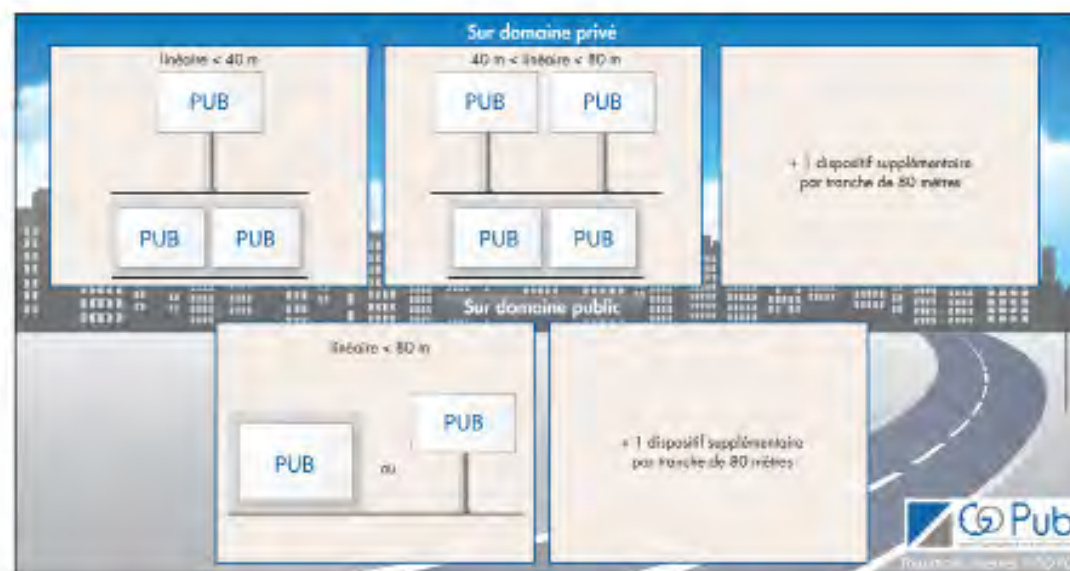 Sur domaine privé
linéaire < 40 m
PUB
PUB
PUB
40 m < linéaire < 80 m
PUB
PUB
PUB
PUB
+ 1 dispositif supplémentaire
par tranche de 80 mètres
Sur domaine public
linéaire < 80 m
PUB
ou
PUB
+ 1 dispositif supplémentaire
par tranche de 80 mètres
Go Pub